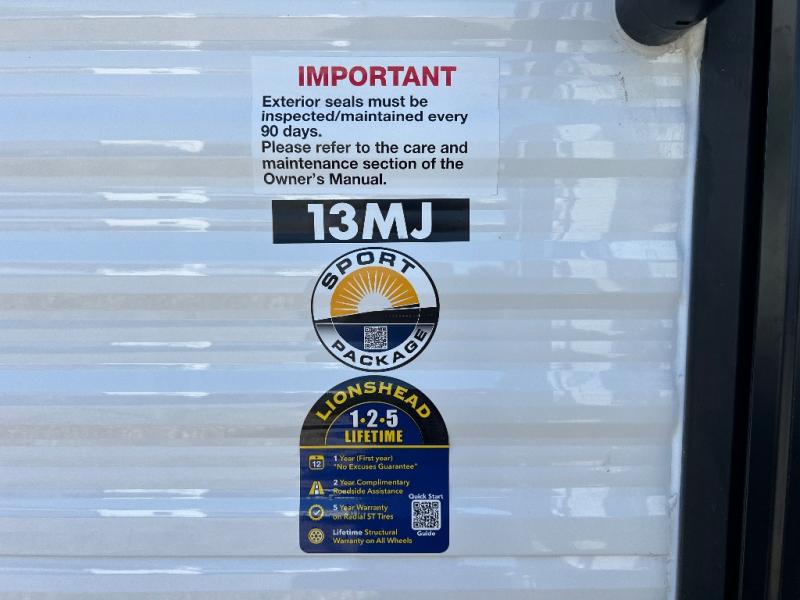 IMPORTANT
Exterior seals must be
inspected/maintained every
90 days.
Please refer to the care and
maintenance section of the
Owner's Manual.
13MJ
SPORT
PACKAGE
LIONSHEAD
1•2•5
LIFETIME
12
1 Year (First year)
"No Excuses Guarantee"
2 Year Complimentary
Roadside Assistance
5 Year Warranty
on Radial ST Tires
Lifetime Structural
Warranty on All Wheels
Quick Start
Guide